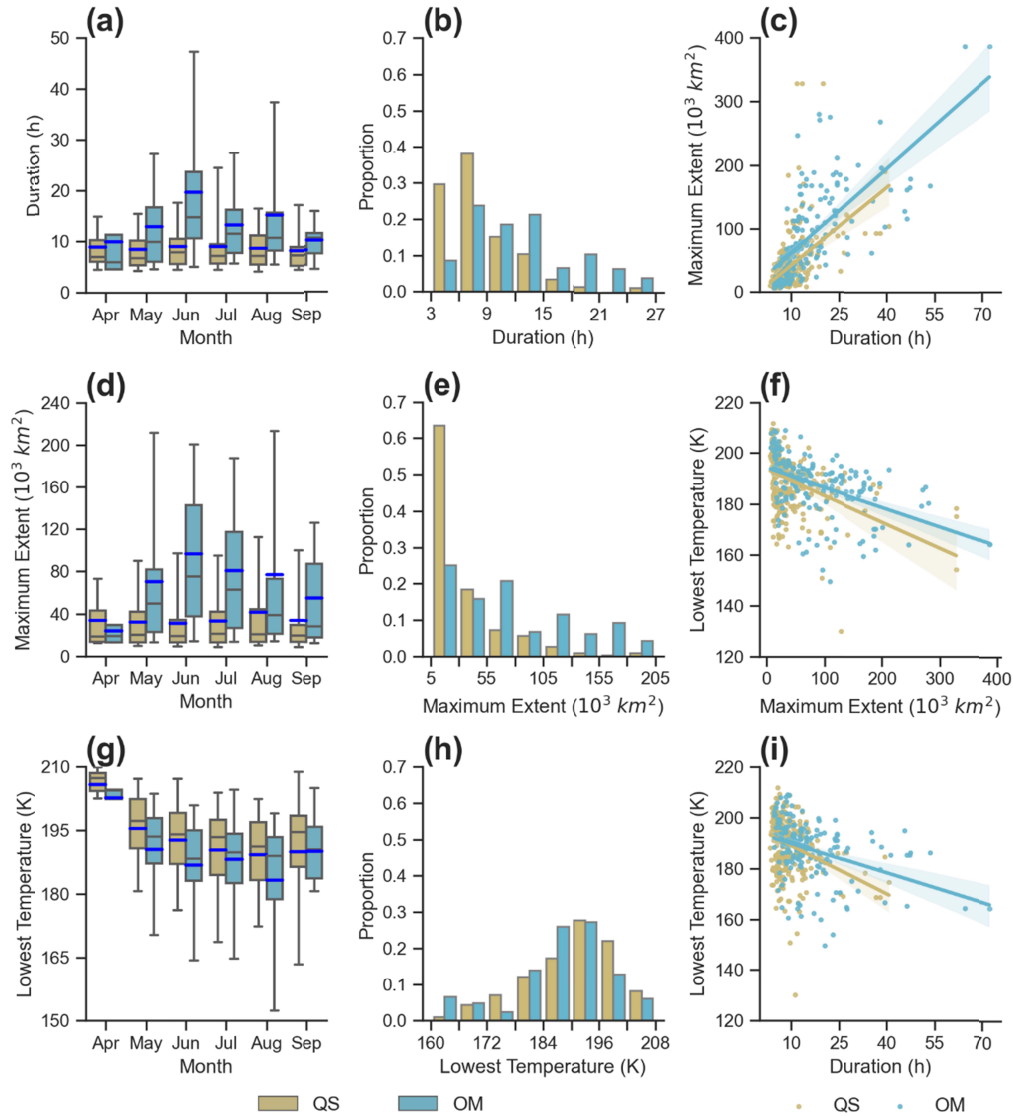 (a)
50
40
30
20
10
0
Duration (h)
Apr May Jun Jul Aug Sep
Month
(b)
0.7
0.6
0.5
0.4
0.3
0.2
0.1
0.0
Proportion
3 9 15 21 27
Duration (h)
(c)
400
300
200
100
0
Maximum Extent (10³ km²)
10 25 40 55 70
Duration (h)
(d)
240
200
160
120
80
40
0
Maximum Extent (10³ km²)
Apr May Jun Jul Aug Sep
Month
(e)
0.7
0.6
0.5
0.4
0.3
0.2
0.1
0.0
Proportion
5 55 105 155 205
Maximum Extent (10³ km²)
(f)
220
200
180
160
140
120
Lowest Temperature (K)
0 100 200 300 400
Maximum Extent (10³ km²)
(g)
210
195
180
165
150
Lowest Temperature (K)
Apr May Jun Jul Aug Sep
Month
(h)
0.7
0.6
0.5
0.4
0.3
0.2
0.1
0.0
Proportion
160 172 184 196 208
Lowest Temperature (K)
(i)
220
200
180
160
140
120
Lowest Temperature (K)
10 25 40 55 70
Duration (h)
QS OM
QS OM